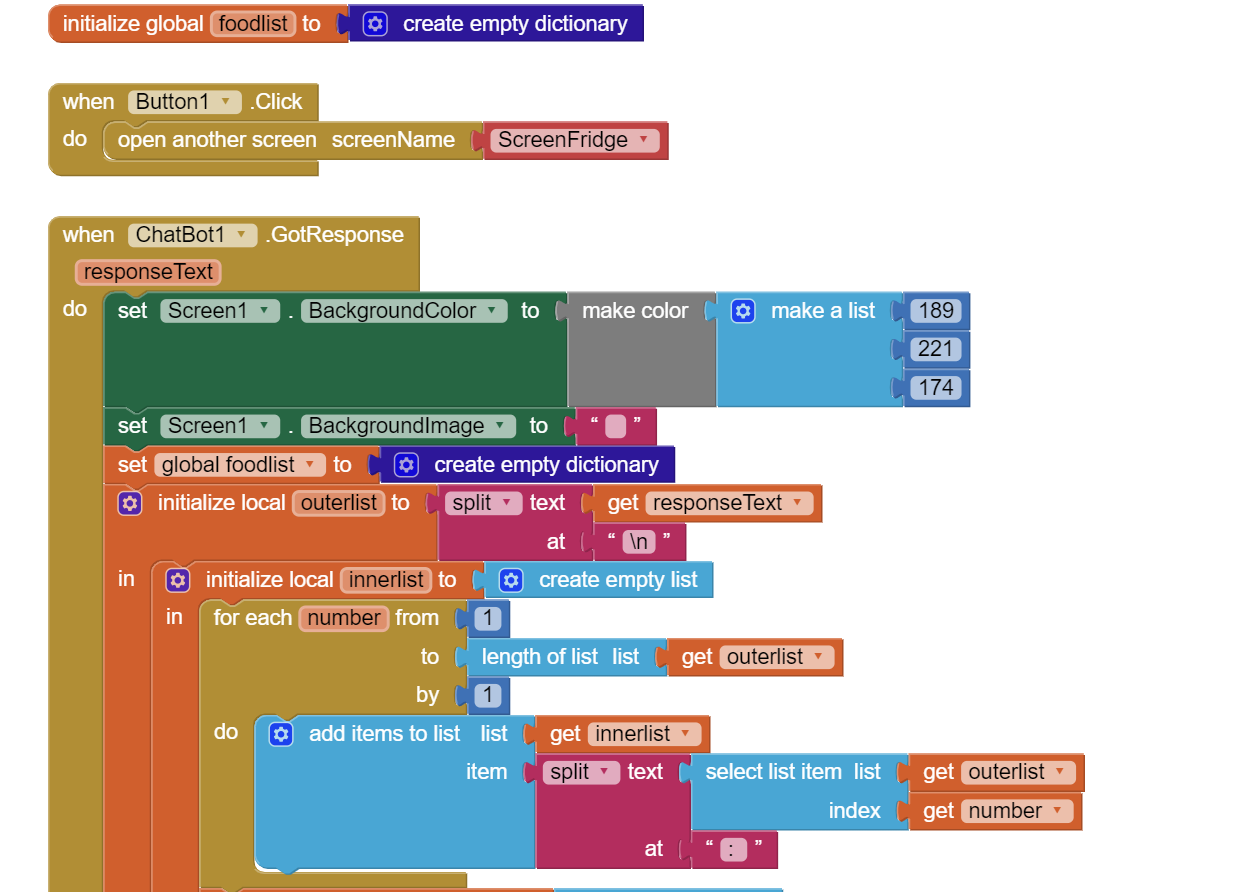 initialize global foodlist to create empty dictionary
when Button1 .Click
do open another screen screenName ScreenFridge
when ChatBot1 .GotResponse
responseText
do set Screen1 . BackgroundColor to make color make a list 189
221
174
set Screen1 . BackgroundImage to “ ”
set global foodlist to create empty dictionary
initialize local outerlist to split text get responseText
at “ \n ”
in initialize local innerlist to create empty list
in for each number from 1
to length of list list get outerlist
by 1
do add items to list list get innerlist
item split text select list item list get outerlist
index get number
at “ : ”